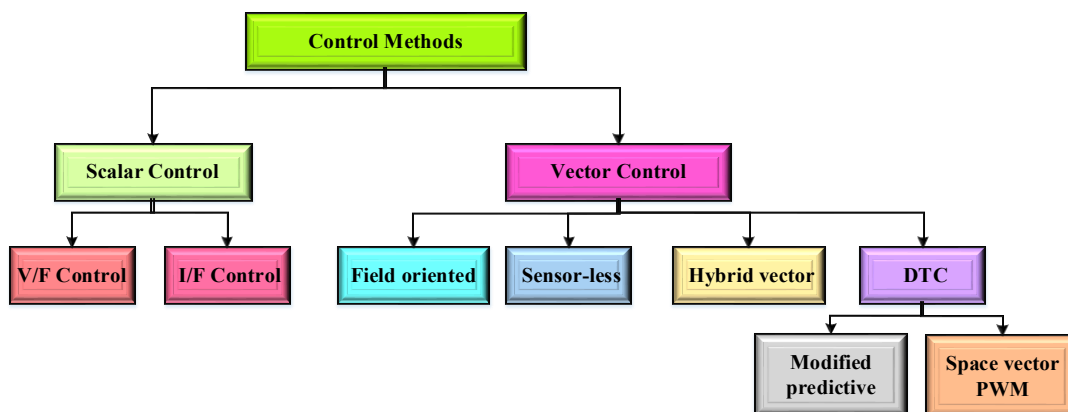 Control Methods
Scalar Control
Vector Control
V/F Control
I/F Control
Field oriented
Sensor-less
Hybrid vector
DTC
Modified
predictive
Space vector
PWM